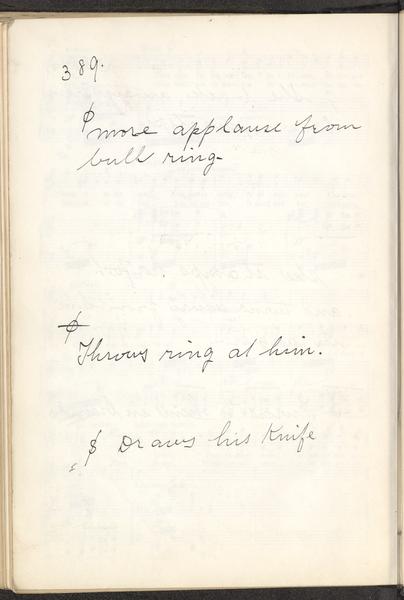 389.
more applause from
bull ring-
Throws ring at him.
Draws his Knife